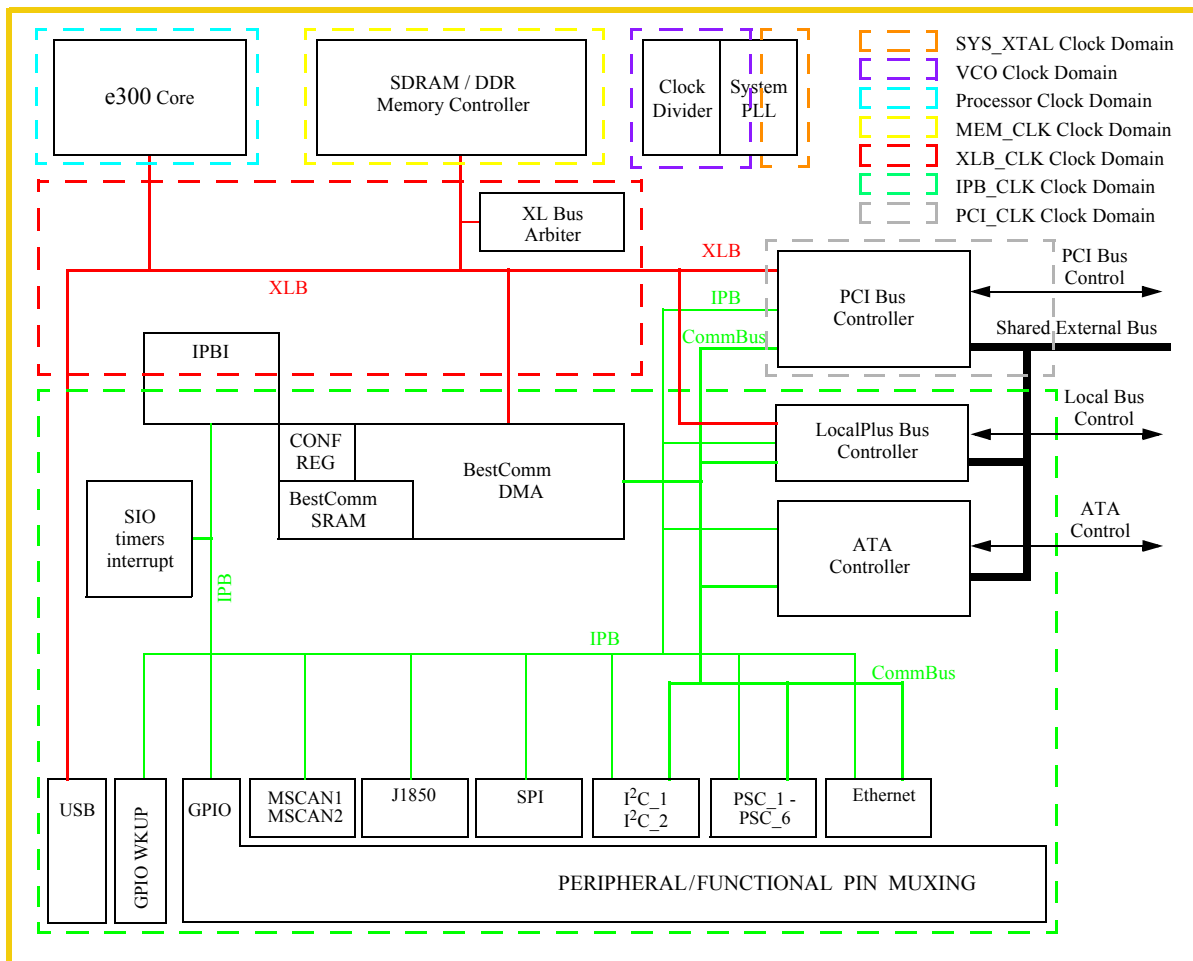 e300 Core
SDRAM / DDR
Memory Controller
Clock
Divider
System
PLL
SYS_XTAL Clock Domain
VCO Clock Domain
Processor Clock Domain
MEM_CLK Clock Domain
XLB_CLK Clock Domain
IPB_CLK Clock Domain
PCI_CLK Clock Domain
XL Bus
Arbiter
XLB
XLB
IPB
CommBus
PCI Bus
Controller
PCI Bus
Control
Shared External Bus
IPBI
CONF
REG
BestComm
DMA
BestComm
SRAM
LocalPlus Bus
Controller
Local Bus
Control
SIO
timers
interrupt
IPB
ATA
Controller
ATA
Control
IPB
CommBus
USB
GPIO WKUP
GPIO
MSCAN1
MSCAN2
J1850
SPI
I²C_1
I²C_2
PSC_1 -
PSC_6
Ethernet
PERIPHERAL/FUNCTIONAL PIN MUXING